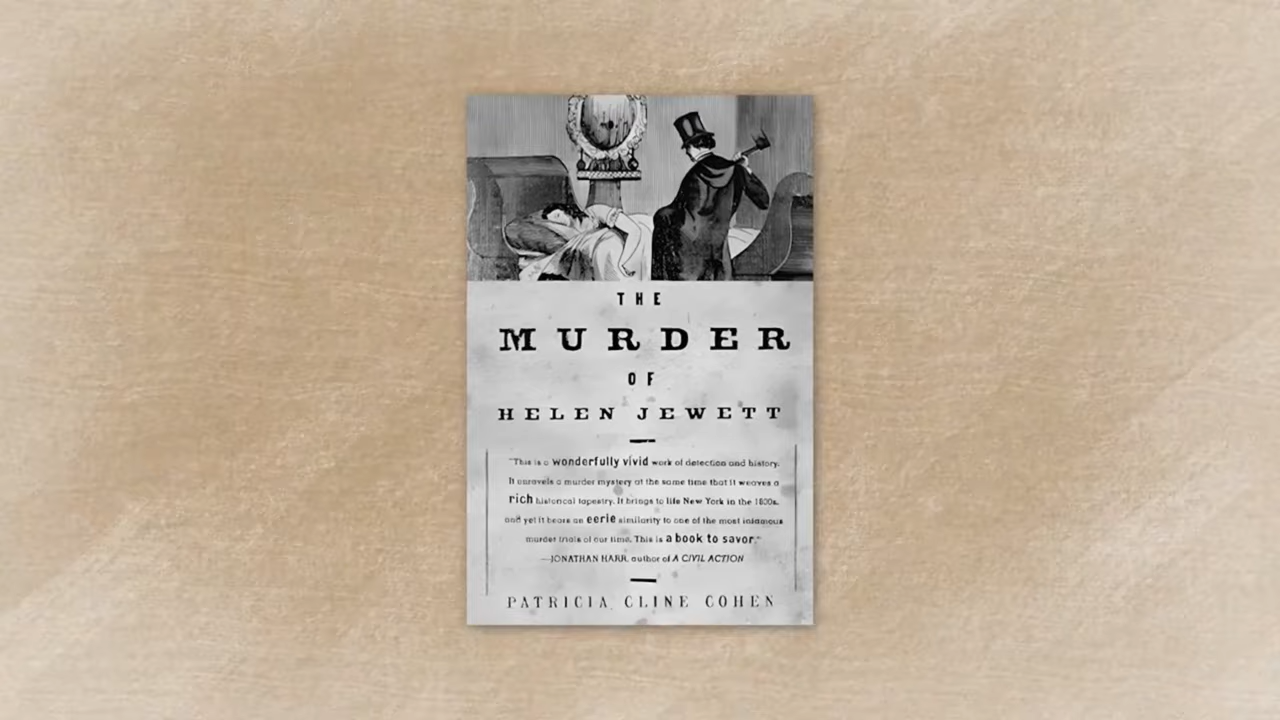 THE
MURDER
OF
HELEN JEWETT
"This is a wonderfully vivid work of detection and history.
It unravels a murder mystery at the same time that it weaves a
rich historical tapestry. It brings to life New York in the 1830s,
and yet it bears an eerie similarity to one of the most infamous
murder trials of our time. This is a book to savor."
—JONATHAN HARR, author of A CIVIL ACTION
PATRICIA CLINE COHEN